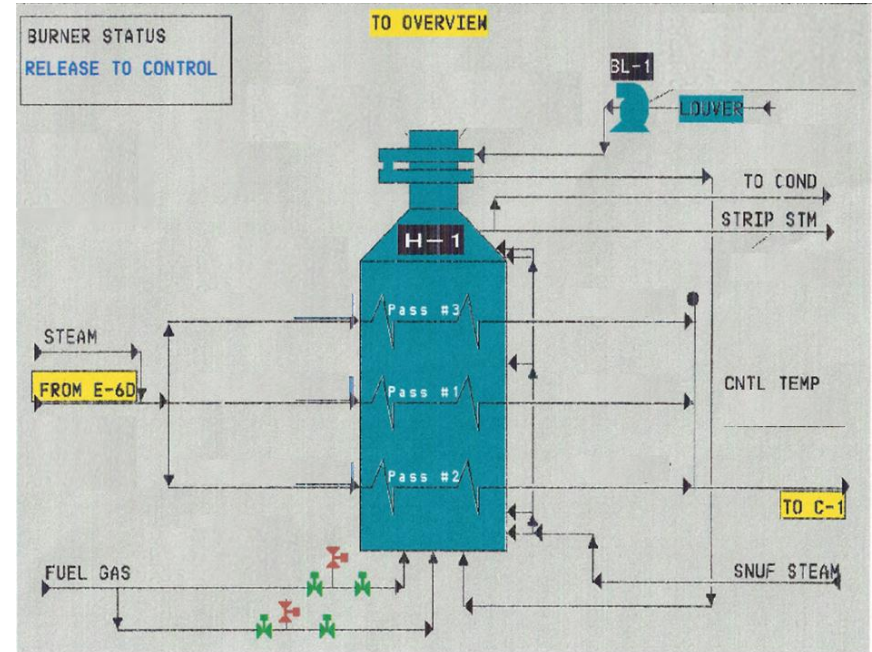 BURNER STATUS
RELEASE TO CONTROL
TO OVERVIEW
BL-1
LOUVER
TO COND
STRIP STM
H-1
Pass #3
STEAM
FROM E-6D
Pass #1
CNTL TEMP
Pass #2
TO C-1
FUEL GAS
SNUF STEAM